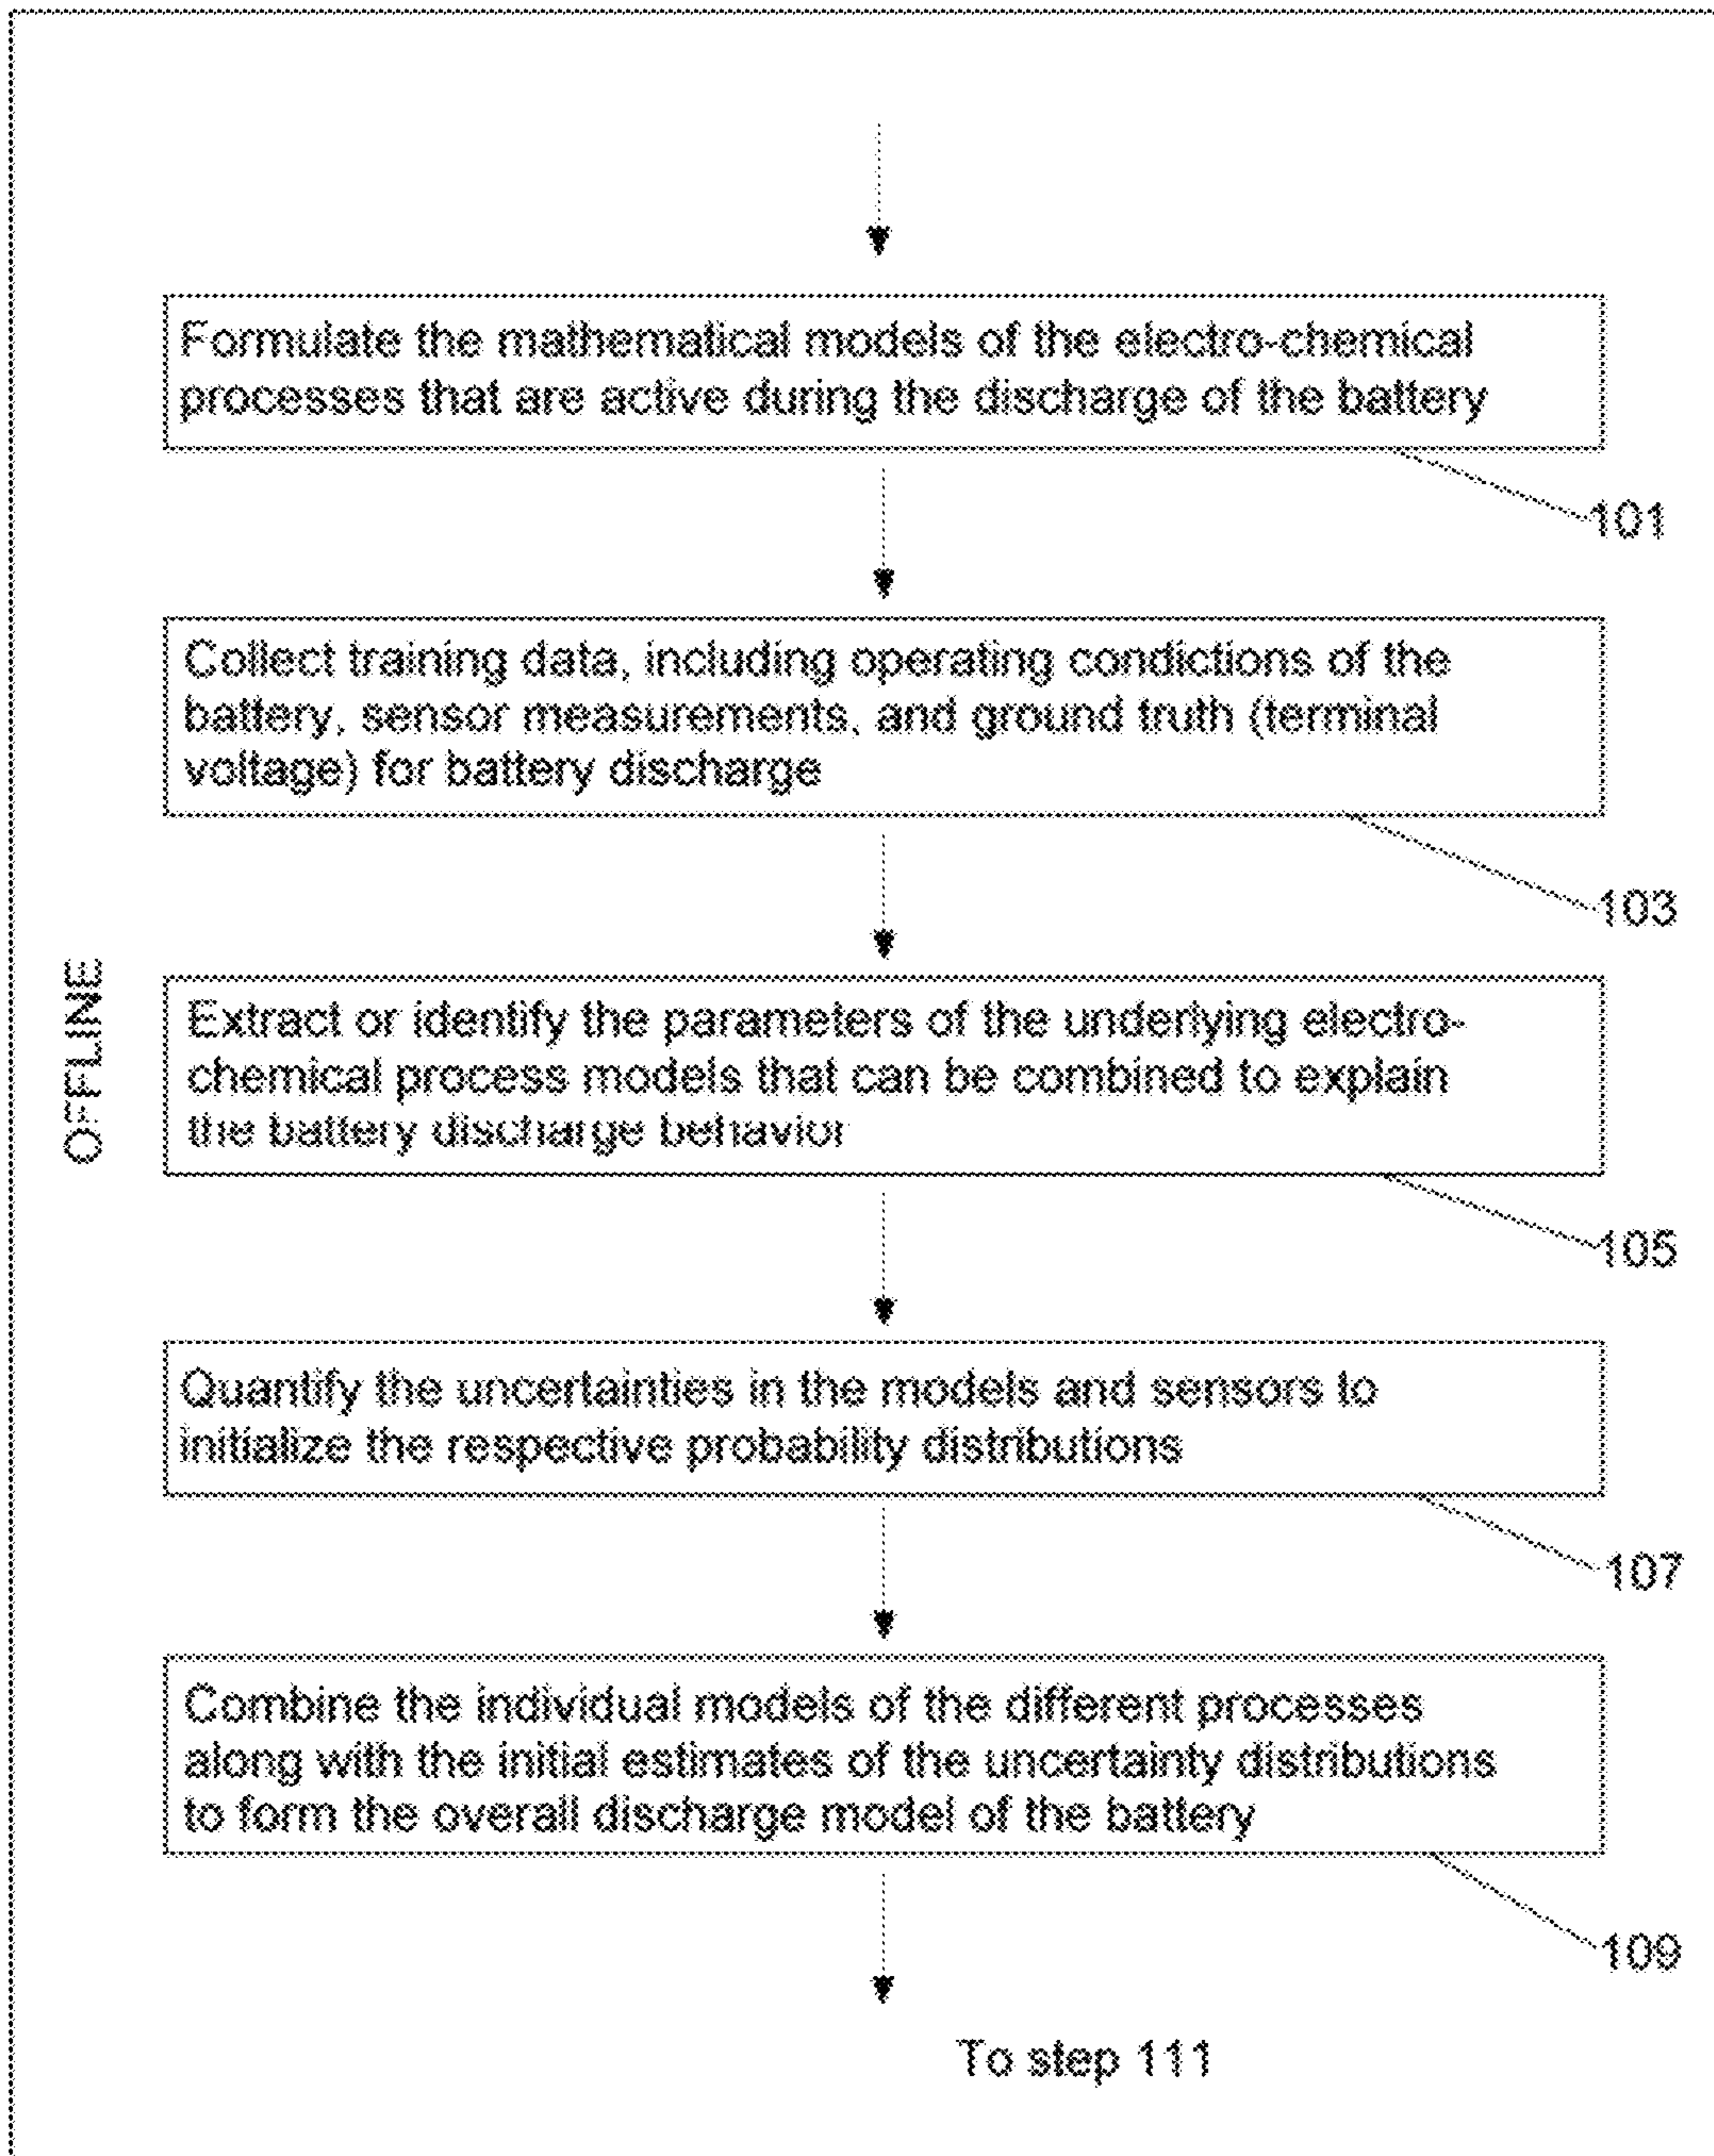 Formulate the mathematical models of the electro-chemical
processes that are active during the discharge of the battery
101
Collect training data, including operating condictions of the
battery, sensor measurements, and ground truth (terminal
voltage) for battery discharge
103
OFFLINE
Extract or identify the parameters of the underlying electro-
chemical process models that can be combined to explain
the battery discharge behavior
105
Quantify the uncertainties in the models and sensors to
initialize the respective probability distributions
107
Combine the individual models of the different processes
along with the initial estimates of the uncertainty distributions
to form the overall discharge model of the battery
109
To step 111